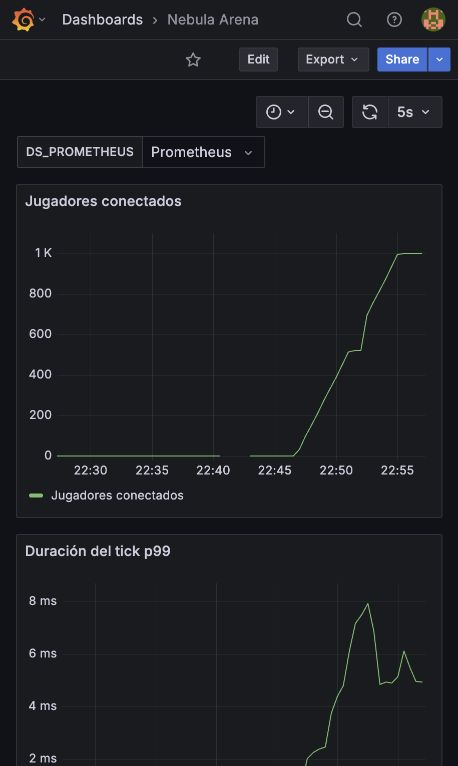 Dashboards › Nebula Arena
Edit Export Share
5s
DS_PROMETHEUS Prometheus
Jugadores conectados
1 K
800
600
400
200
0
22:30 22:35 22:40 22:45 22:50 22:55
Jugadores conectados
Duración del tick p99
8 ms
6 ms
4 ms
2 ms